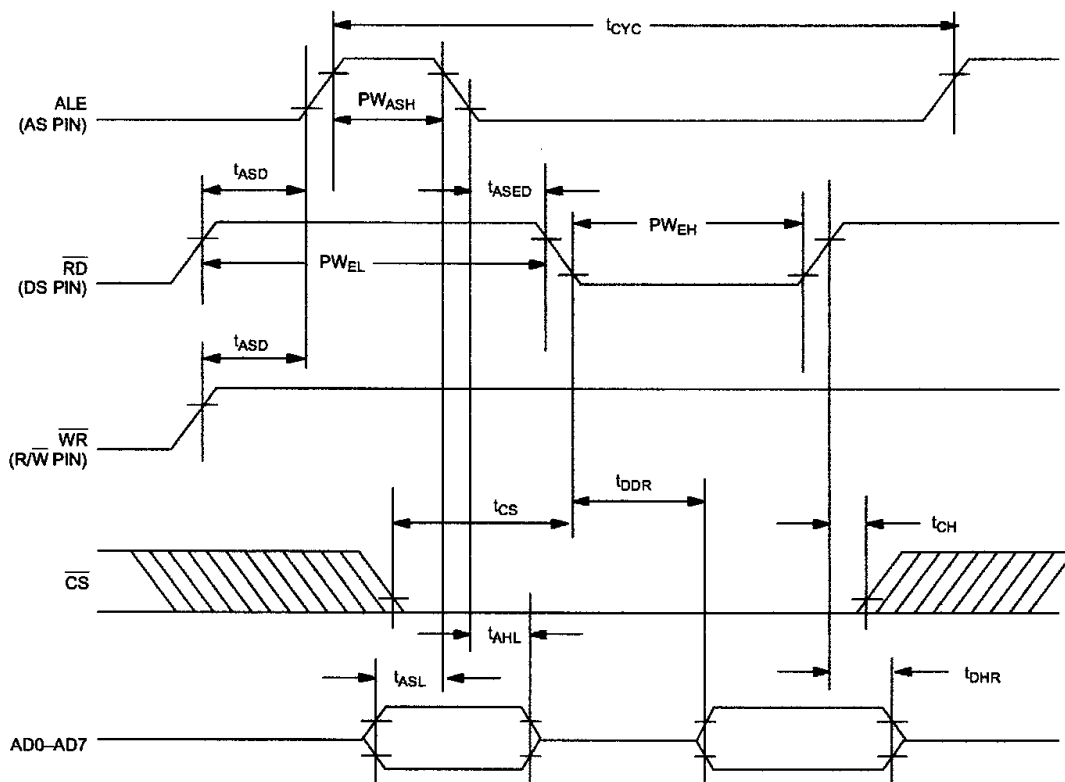 tCYC
ALE
(AS PIN)
PWASH
tASD
tASED
RD
(DS PIN)
PWEL
PWEH
tASD
WR
(R/W PIN)
tCS
tDDR
tCH
CS
tAHL
tASL
tDHR
AD0–AD7